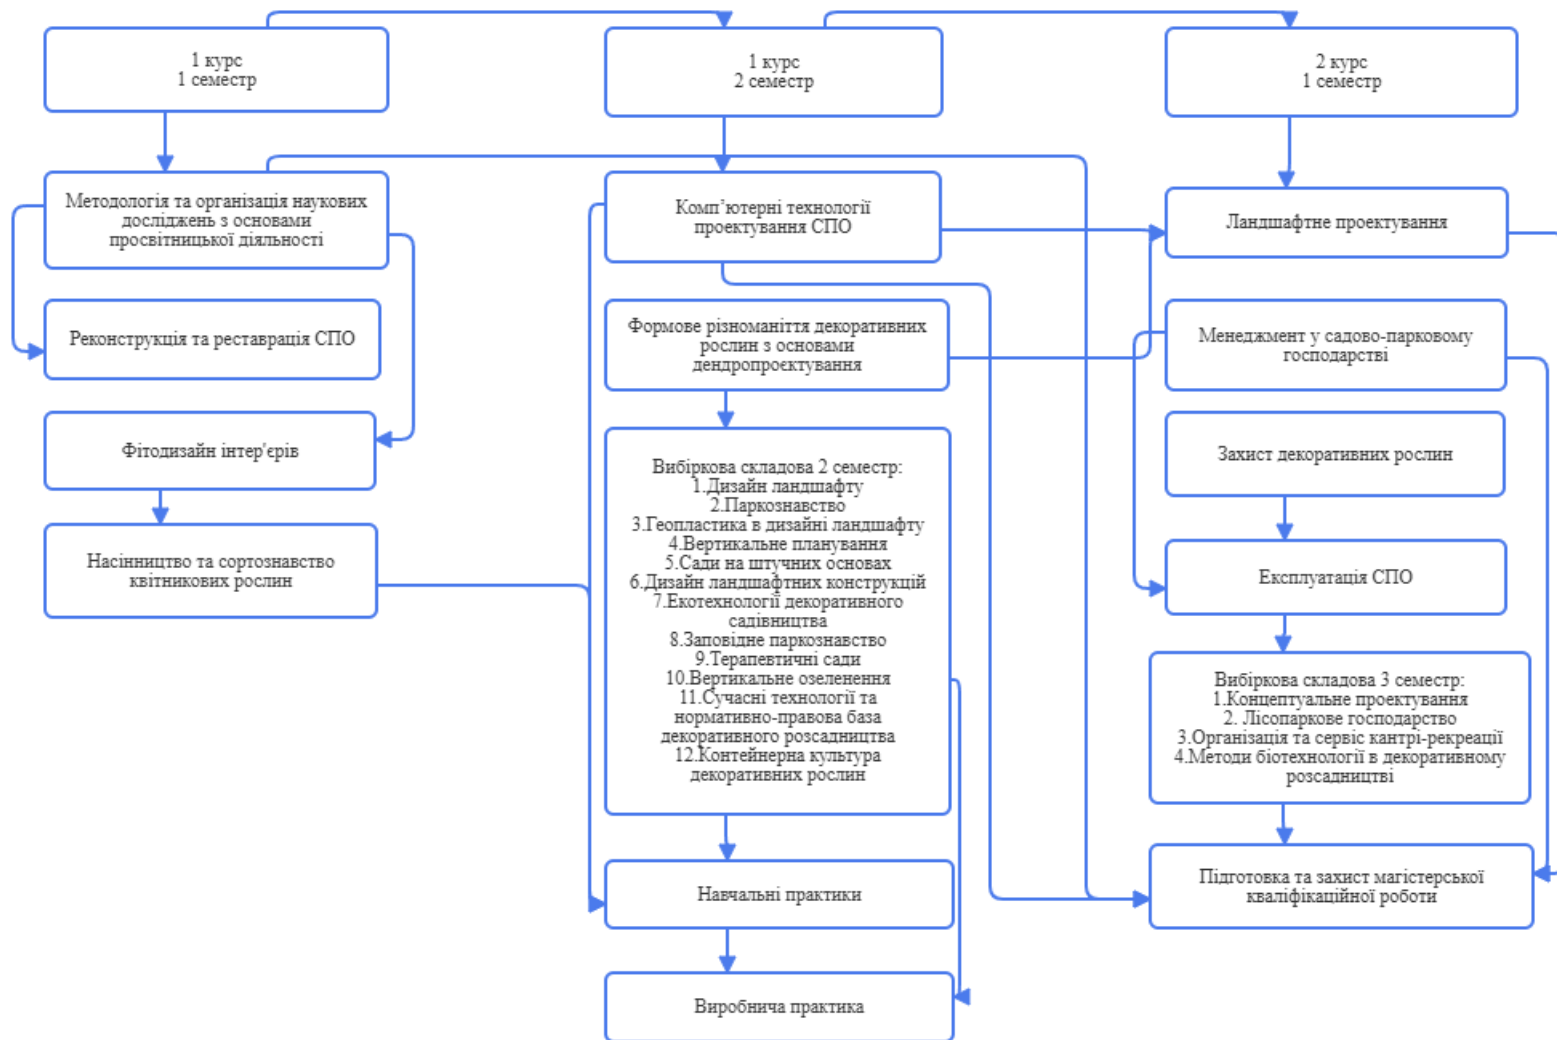 1 курс
1 семестр
1 курс
2 семестр
2 курс
1 семестр
Методологія та організація наукових
досліджень з основами
просвітницької діяльності
Реконструкція та реставрація СПО
Фітодизайн інтер'єрів
Насінництво та сортознавство
квітникових рослин
Комп’ютерні технології
проектування СПО
Формове різноманіття декоративних
рослин з основами
дендропроєктування
Вибіркова складова 2 семестр:
1.Дизайн ландшафту
2.Паркознавство
3.Геопластика в дизайні ландшафту
4.Вертикальне планування
5.Сади на штучних основах
6.Дизайн ландшафтних конструкцій
7.Екотехнології декоративного
садівництва
8.Заповідне паркознавство
9.Терапевтичні сади
10.Вертикальне озеленення
11.Сучасні технології та
нормативно-правова база
декоративного розсадництва
12.Контейнерна культура
декоративних рослин
Навчальні практики
Виробнича практика
Ландшафтне проектування
Менеджмент у садово-парковому
господарстві
Захист декоративних рослин
Експлуатація СПО
Вибіркова складова 3 семестр:
1.Концептуальне проектування
2. Лісопаркове господарство
3.Організація та сервіс кантрі-рекреації
4.Методи біотехнології в декоративному
розсадництві
Підготовка та захист магістерської
кваліфікаційної роботи